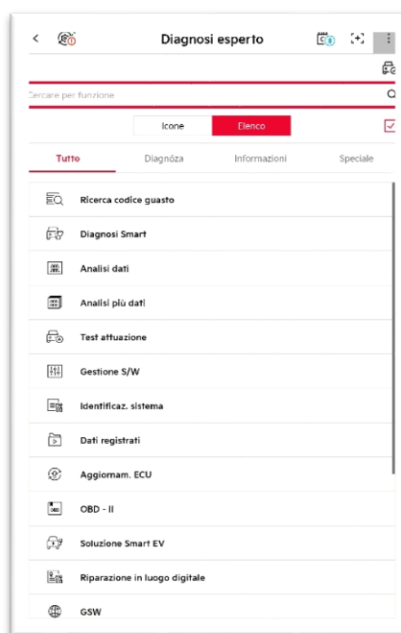 Diagnosi esperto
Cercare per funzione
Icone Elenco
Tutto Diagnóza Informazioni Speciale
Ricerca codice guasto
Diagnosi Smart
Analisi dati
Analisi più dati
Test attuazione
Gestione S/W
Identificaz. sistema
Dati registrati
Aggiornam. ECU
OBD - II
Soluzione Smart EV
Riparazione in luogo digitale
GSW